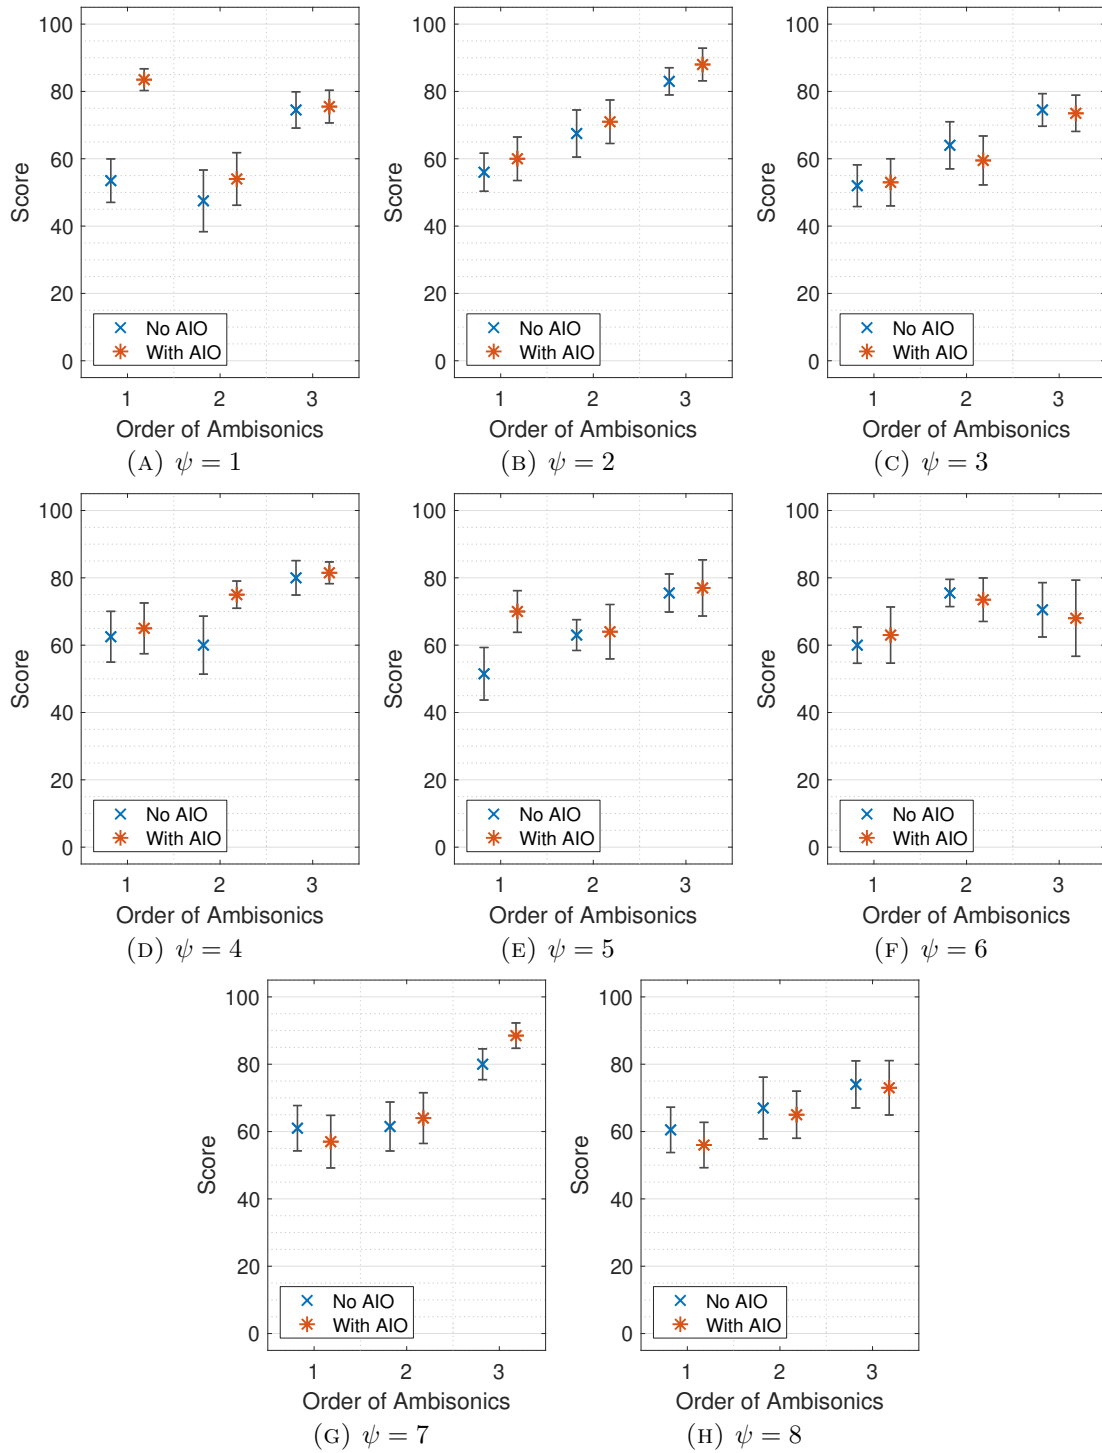 100
80
60
40
20
0
Score
No AIO
With AIO
1 2 3
Order of Ambisonics
(A) ψ = 1
100
80
60
40
20
0
Score
No AIO
With AIO
1 2 3
Order of Ambisonics
(B) ψ = 2
100
80
60
40
20
0
Score
No AIO
With AIO
1 2 3
Order of Ambisonics
(C) ψ = 3
100
80
60
40
20
0
Score
No AIO
With AIO
1 2 3
Order of Ambisonics
(D) ψ = 4
100
80
60
40
20
0
Score
No AIO
With AIO
1 2 3
Order of Ambisonics
(E) ψ = 5
100
80
60
40
20
0
Score
No AIO
With AIO
1 2 3
Order of Ambisonics
(F) ψ = 6
100
80
60
40
20
0
Score
No AIO
With AIO
1 2 3
Order of Ambisonics
(G) ψ = 7
100
80
60
40
20
0
Score
No AIO
With AIO
1 2 3
Order of Ambisonics
(H) ψ = 8